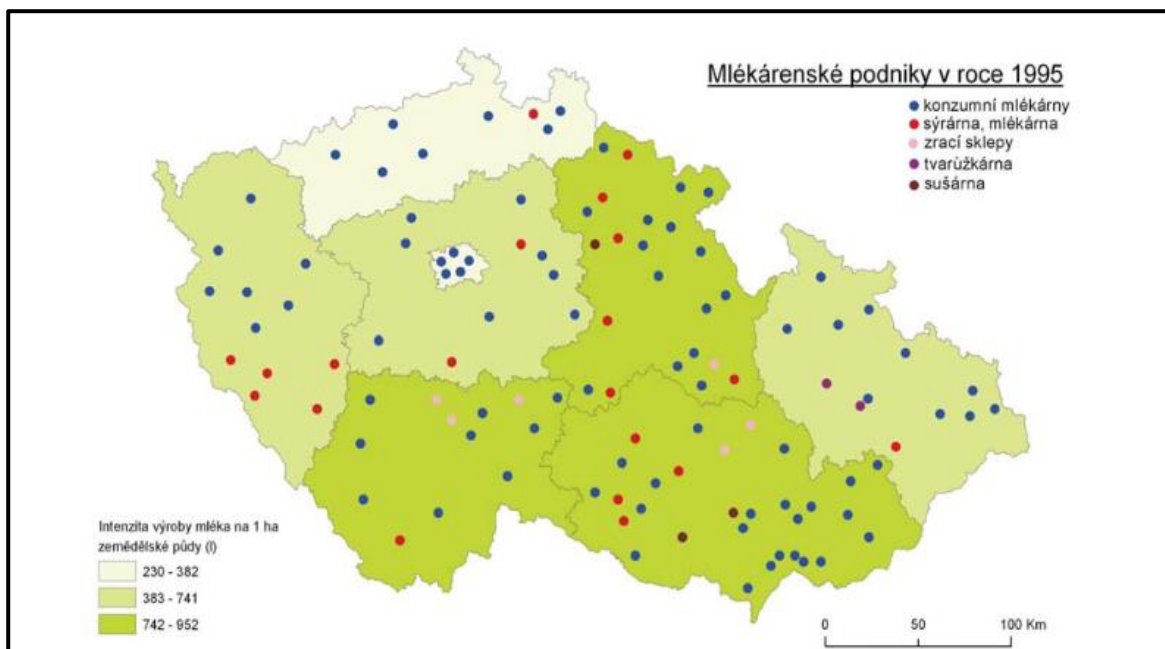 Mlékárenské podniky v roce 1995
konzumní mlékárny
sýrárna, mlékárna
zrací sklepy
tvarůžkárna
sušárna
Intenzita výroby mléka na 1 ha
zemědělské půdy (l)
230 - 382
383 - 741
742 - 952
0 50 100 Km